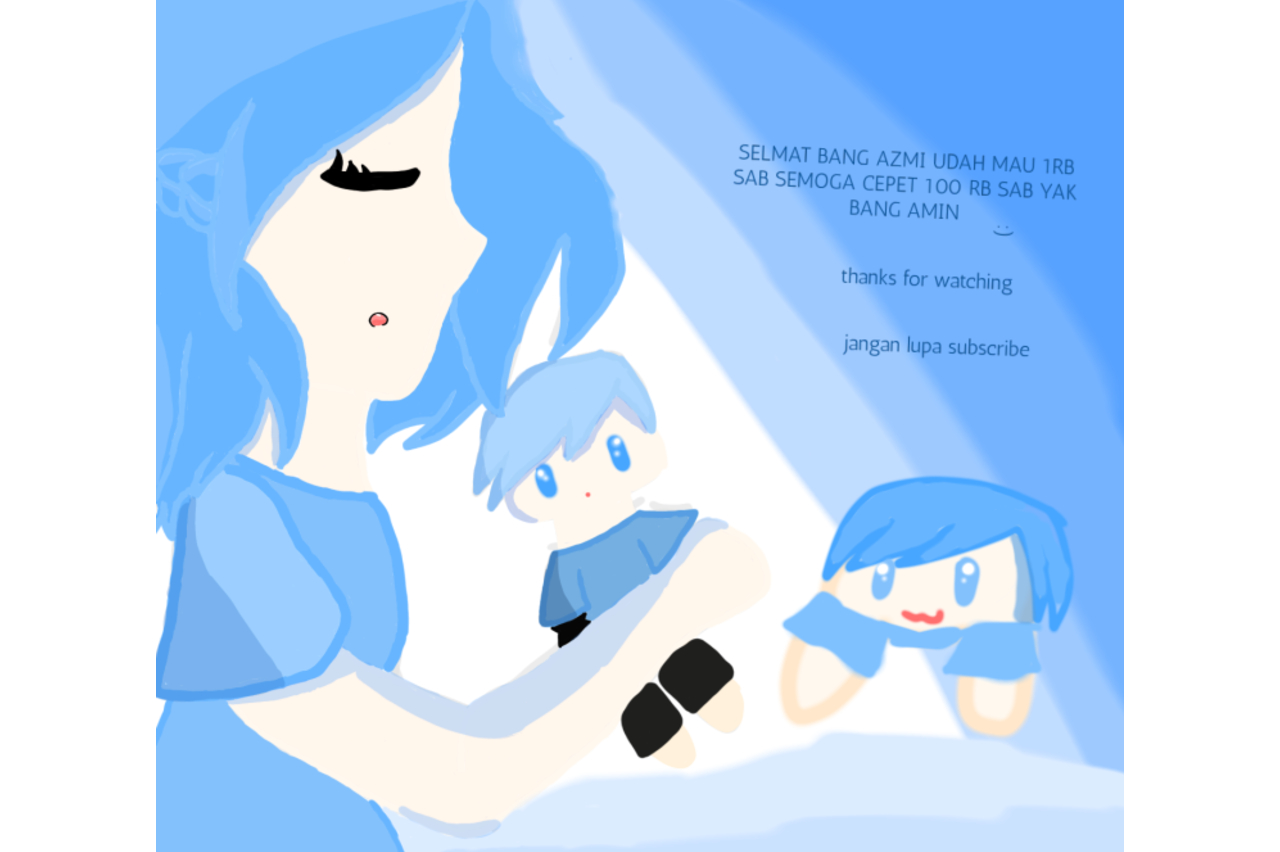 SELMAT BANG AZMI UDAH MAU 1RB
SAB SEMOGA CEPET 100 RB SAB YAK
BANG AMIN
:)
thanks for watching
jangan lupa subscribe